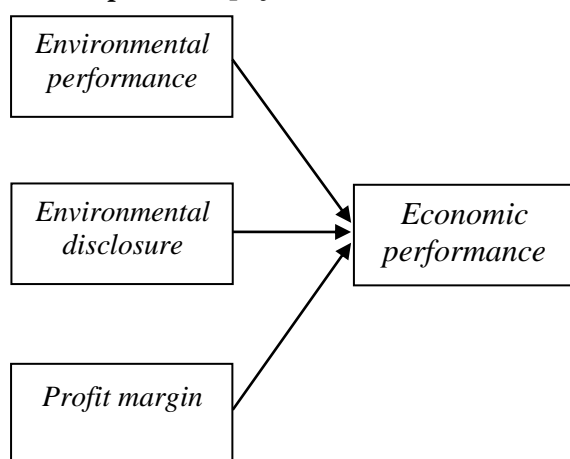 Environmental
performance
Environmental
disclosure
Economic
performance
Profit margin